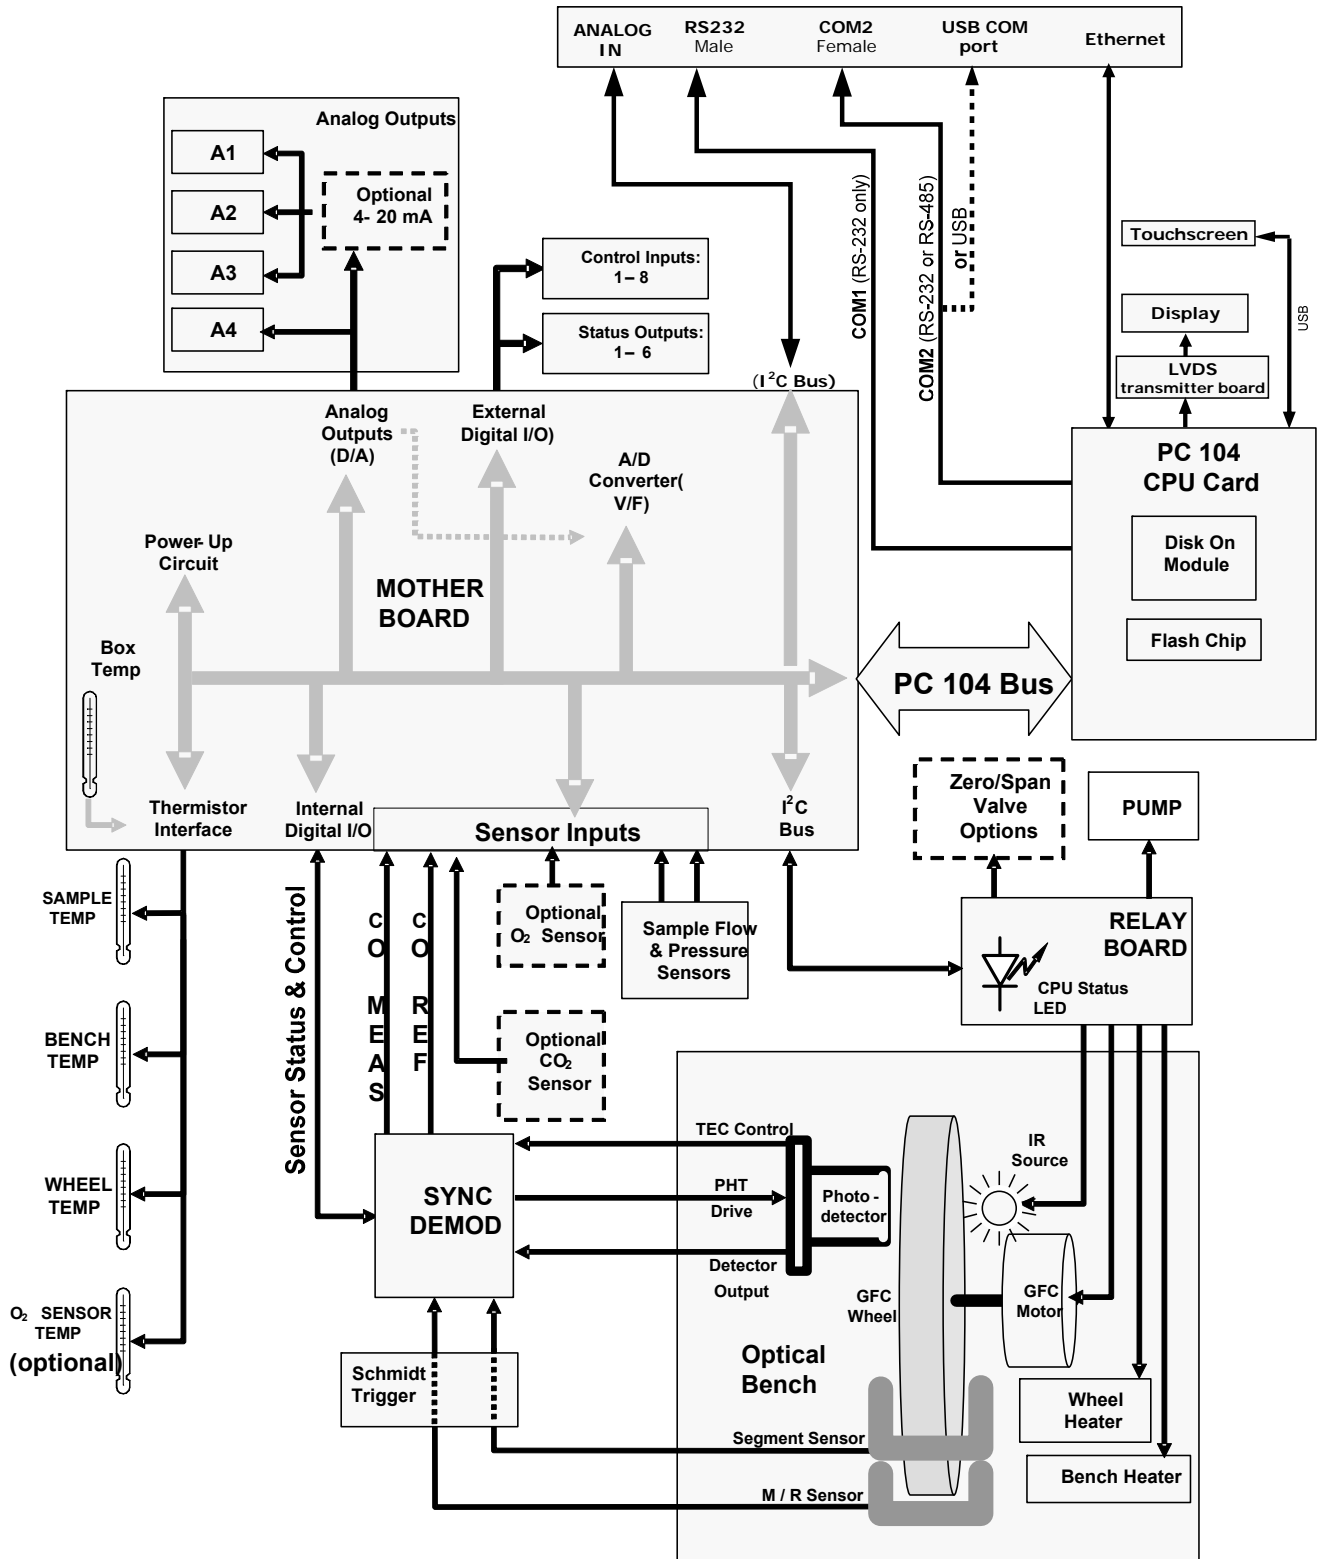 ANALOG
IN
RS232
Male
COM2
Female
USB COM
port
Ethernet
Analog Outputs
A1
A2
A3
A4
Optional
4- 20 mA
Control Inputs:
1– 8
Status Outputs:
1– 6
COM1 (RS-232 only)
COM2 (RS-232 or RS-485)
or USB
Touchscreen
USB
Display
LVDS
transmitter board
(I²C Bus)
Analog
Outputs
(D/A)
External
Digital I/O)
A/D
Converter(
V/F)
Power-Up
Circuit
MOTHER
BOARD
Box
Temp
PC 104
CPU Card
Disk On
Module
Flash Chip
PC 104 Bus
Thermistor
Interface
Internal
Digital I/O
Sensor Inputs
I²C
Bus
Zero/Span
Valve
Options
PUMP
SAMPLE
TEMP
BENCH
TEMP
WHEEL
TEMP
O₂ SENSOR
TEMP
(optional)
Sensor Status & Control
CO MEAS
CO REF
Optional
O₂ Sensor
Sample Flow
& Pressure
Sensors
Optional
CO₂
Sensor
RELAY
BOARD
CPU Status
LED
SYNC
DEMOD
TEC Control
PHT
Drive
Detector
Output
Photo -
detector
IR
Source
GFC
Wheel
GFC
Motor
Optical
Bench
Wheel
Heater
Bench Heater
Schmidt
Trigger
Segment Sensor
M / R Sensor